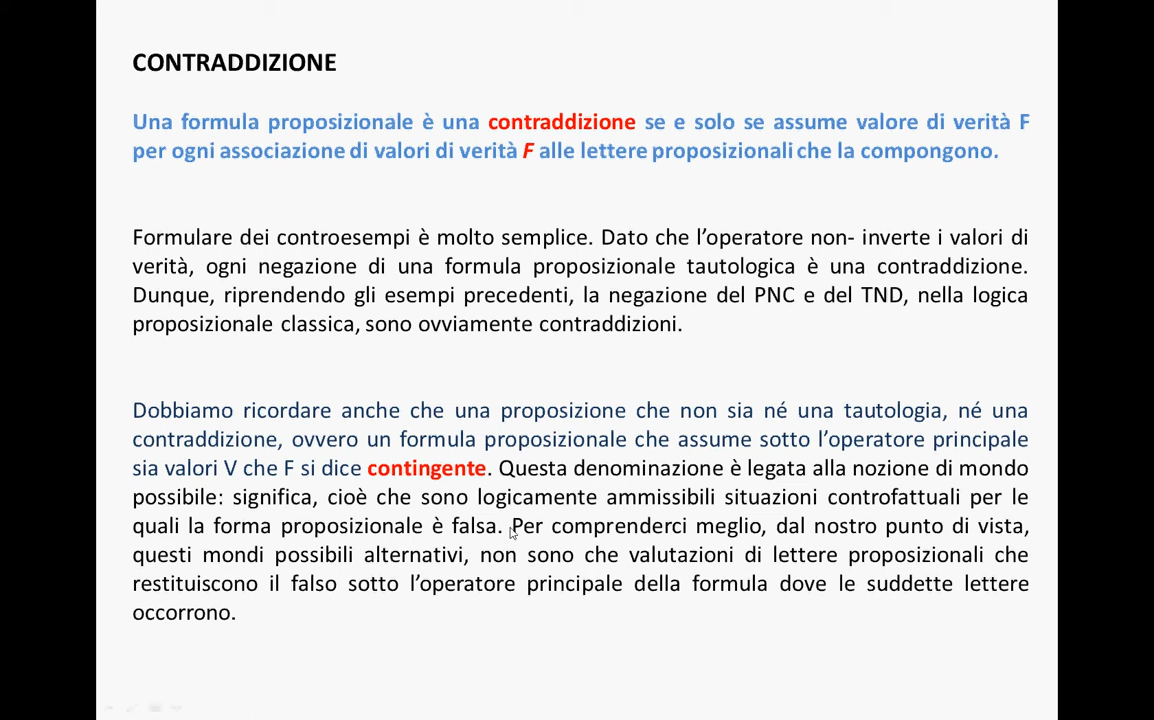 CONTRADDIZIONE
Una formula proposizionale è una contraddizione se e solo se assume valore di verità F
per ogni associazione di valori di verità F alle lettere proposizionali che la compongono.
Formulare dei controesempi è molto semplice. Dato che l’operatore non- inverte i valori di
verità, ogni negazione di una formula proposizionale tautologica è una contraddizione.
Dunque, riprendendo gli esempi precedenti, la negazione del PNC e del TND, nella logica
proposizionale classica, sono ovviamente contraddizioni.
Dobbiamo ricordare anche che una proposizione che non sia né una tautologia, né una
contraddizione, ovvero un formula proposizionale che assume sotto l’operatore principale
sia valori V che F si dice contingente. Questa denominazione è legata alla nozione di mondo
possibile: significa, cioè che sono logicamente ammissibili situazioni controfattuali per le
quali la forma proposizionale è falsa. Per comprenderci meglio, dal nostro punto di vista,
questi mondi possibili alternativi, non sono che valutazioni di lettere proposizionali che
restituiscono il falso sotto l’operatore principale della formula dove le suddette lettere
occorrono.